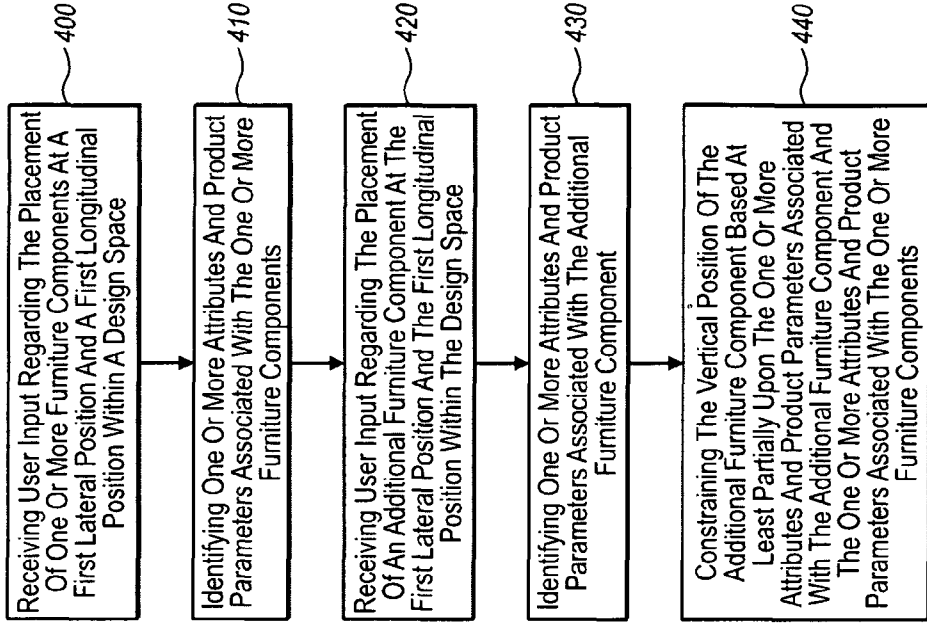 Receiving User Input Regarding The Placement
Of One Or More Furniture Components At A
First Lateral Position And A First Longitudinal
Position Within A Design Space
400
Identifying One Or More Attributes And Product
Parameters Associated With The One Or More
Furniture Components
410
Receiving User Input Regarding The Placement
Of An Additional Furniture Component At The
First Lateral Position And The First Longitudinal
Position Within The Design Space
420
Identifying One Or More Attributes And Product
Parameters Associated With The Additional
Furniture Component
430
Constraining The Vertical Position Of The
Additional Furniture Component Based At
Least Partially Upon The One Or More
Attributes And Product Parameters Associated
With The Additional Furniture Component And
The One Or More Attributes And Product
Parameters Associated With The One Or More
Furniture Components
440